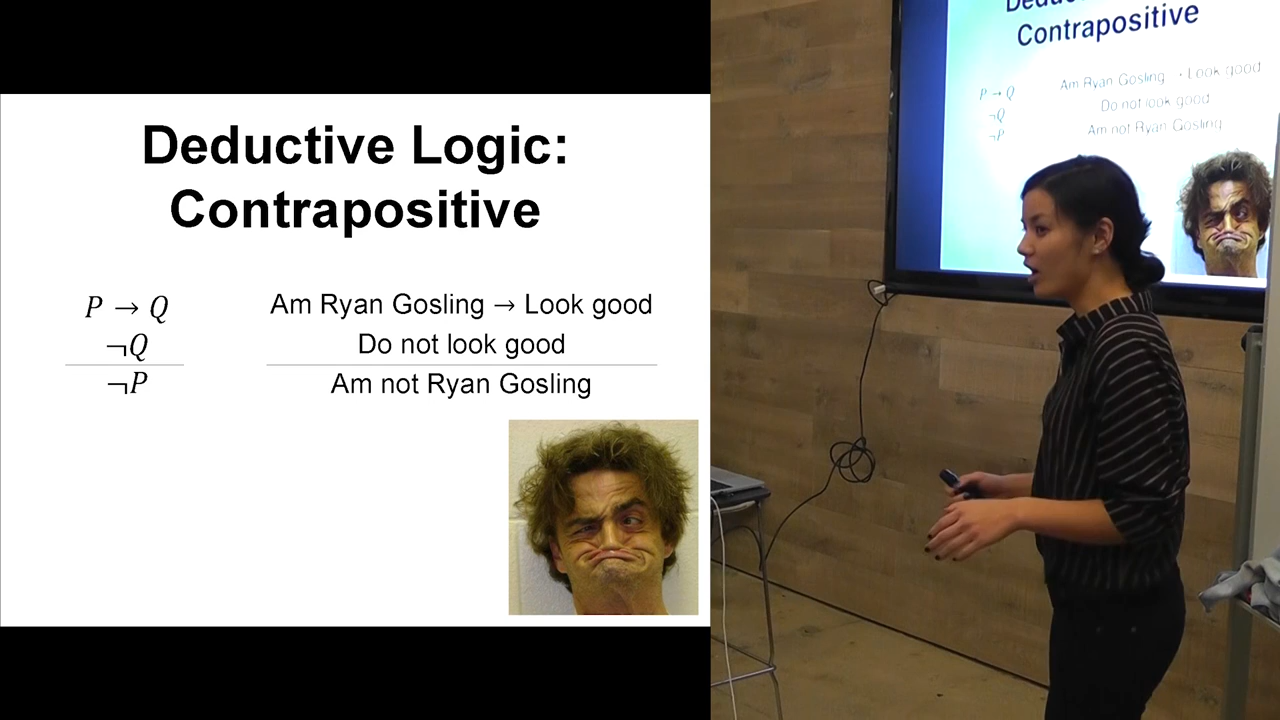 Deductive Logic:
Contrapositive
P → Q
Am Ryan Gosling → Look good
¬Q
Do not look good
¬P
Am not Ryan Gosling
Contrapositive
P → Q
Am Ryan Gosling → Look good
¬Q
Do not look good
¬P
Am not Ryan Gosling